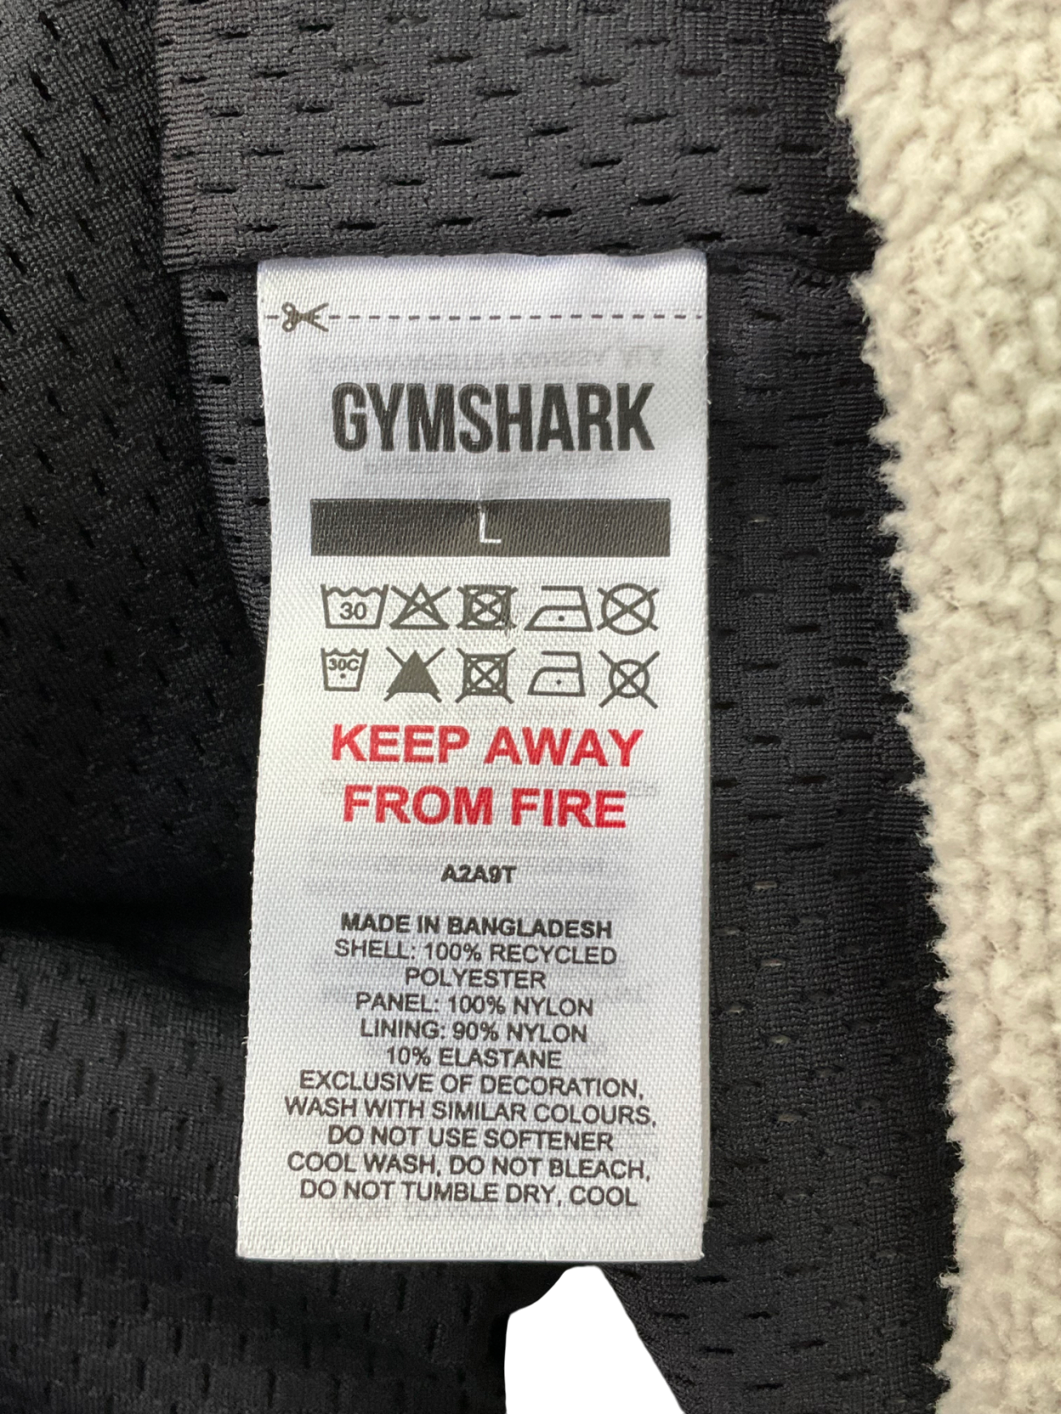 GYMSHARK
L
30
30C
KEEP AWAY
FROM FIRE
A2A9T
MADE IN BANGLADESH
SHELL: 100% RECYCLED
POLYESTER
PANEL: 100% NYLON
LINING: 90% NYLON
10% ELASTANE
EXCLUSIVE OF DECORATION,
WASH WITH SIMILAR COLOURS,
DO NOT USE SOFTENER
COOL WASH, DO NOT BLEACH,
DO NOT TUMBLE DRY, COOL